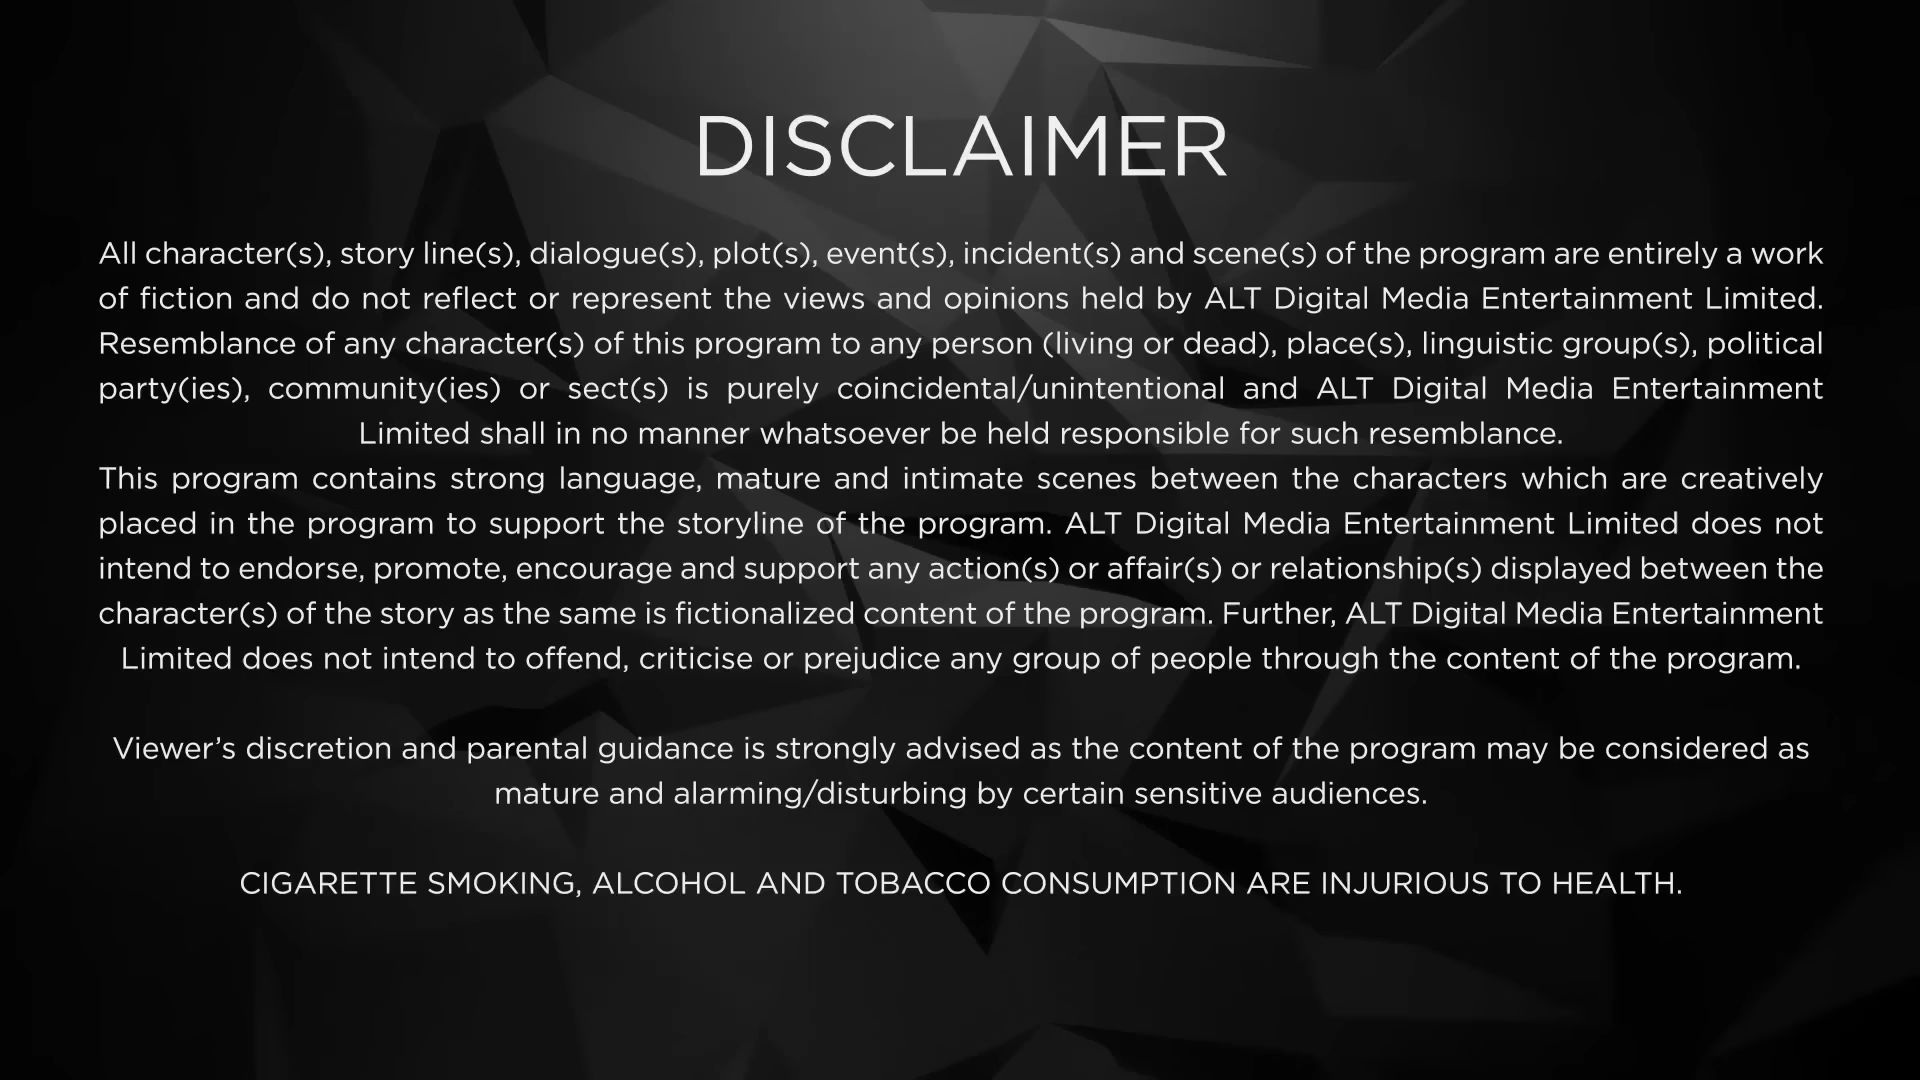 DISCLAIMER
All character(s), story line(s), dialogue(s), plot(s), event(s), incident(s) and scene(s) of the program are entirely a work
of fiction and do not reflect or represent the views and opinions held by ALT Digital Media Entertainment Limited.
Resemblance of any character(s) of this program to any person (living or dead), place(s), linguistic group(s), political
party(ies), community(ies) or sect(s) is purely coincidental/unintentional and ALT Digital Media Entertainment
Limited shall in no manner whatsoever be held responsible for such resemblance.
This program contains strong language, mature and intimate scenes between the characters which are creatively
placed in the program to support the storyline of the program. ALT Digital Media Entertainment Limited does not
intend to endorse, promote, encourage and support any action(s) or affair(s) or relationship(s) displayed between the
character(s) of the story as the same is fictionalized content of the program. Further, ALT Digital Media Entertainment
Limited does not intend to offend, criticise or prejudice any group of people through the content of the program.
Viewer’s discretion and parental guidance is strongly advised as the content of the program may be considered as
mature and alarming/disturbing by certain sensitive audiences.
CIGARETTE SMOKING, ALCOHOL AND TOBACCO CONSUMPTION ARE INJURIOUS TO HEALTH.